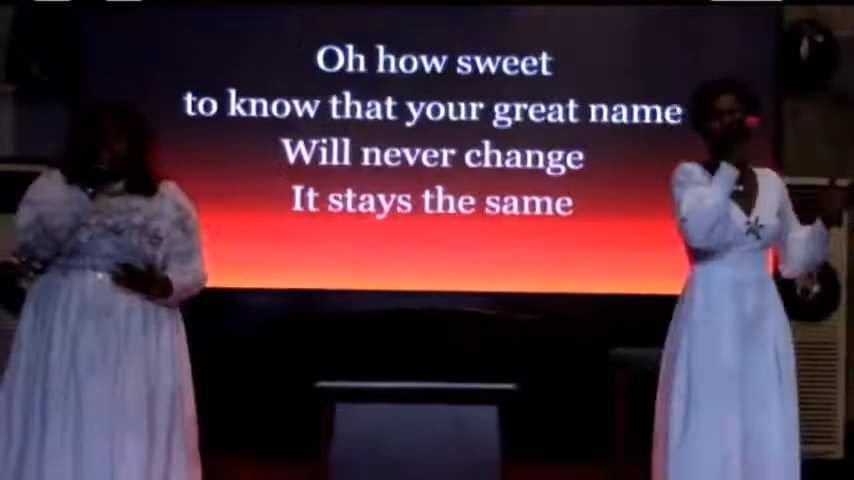 Oh how sweet
to know that your great name
Will never change
It stays the same